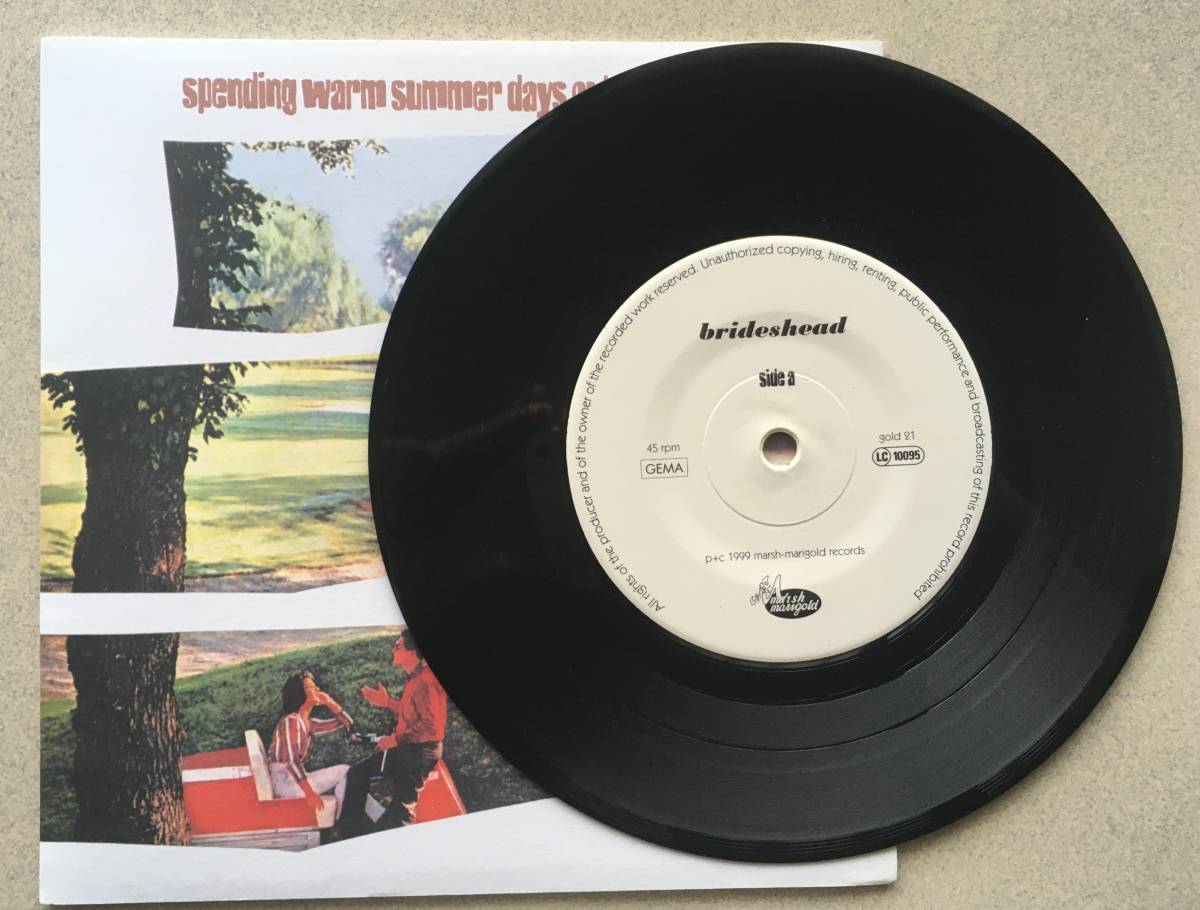 spending warm summer days
All rights of the producer and of the owner of the recorded work reserved. Unauthorized copying, hiring, renting, public performance and broadcasting of this record prohibited
brideshead
side a
45 rpm
gold 21
GEMA
LC 10095
p+c 1999 marsh-marigold records
marsh
marigold